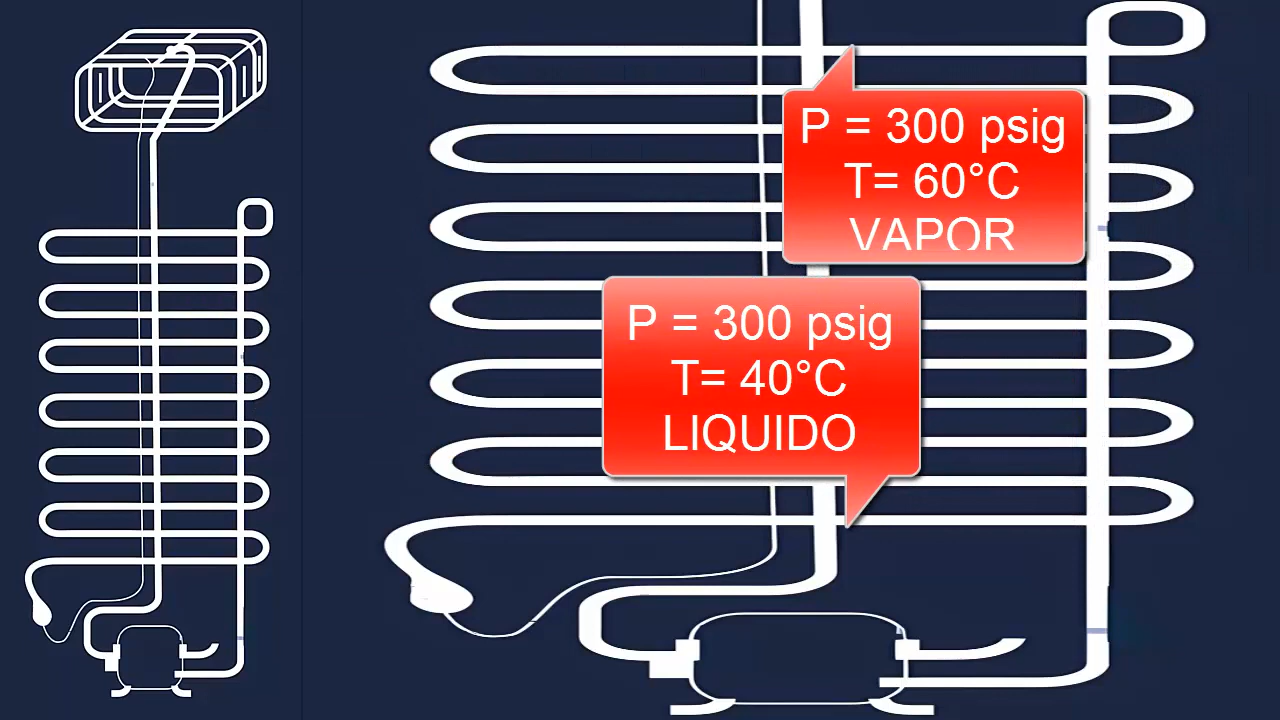 P = 300 psig
T= 60°C
VAPOR
P = 300 psig
T= 40°C
LIQUIDO